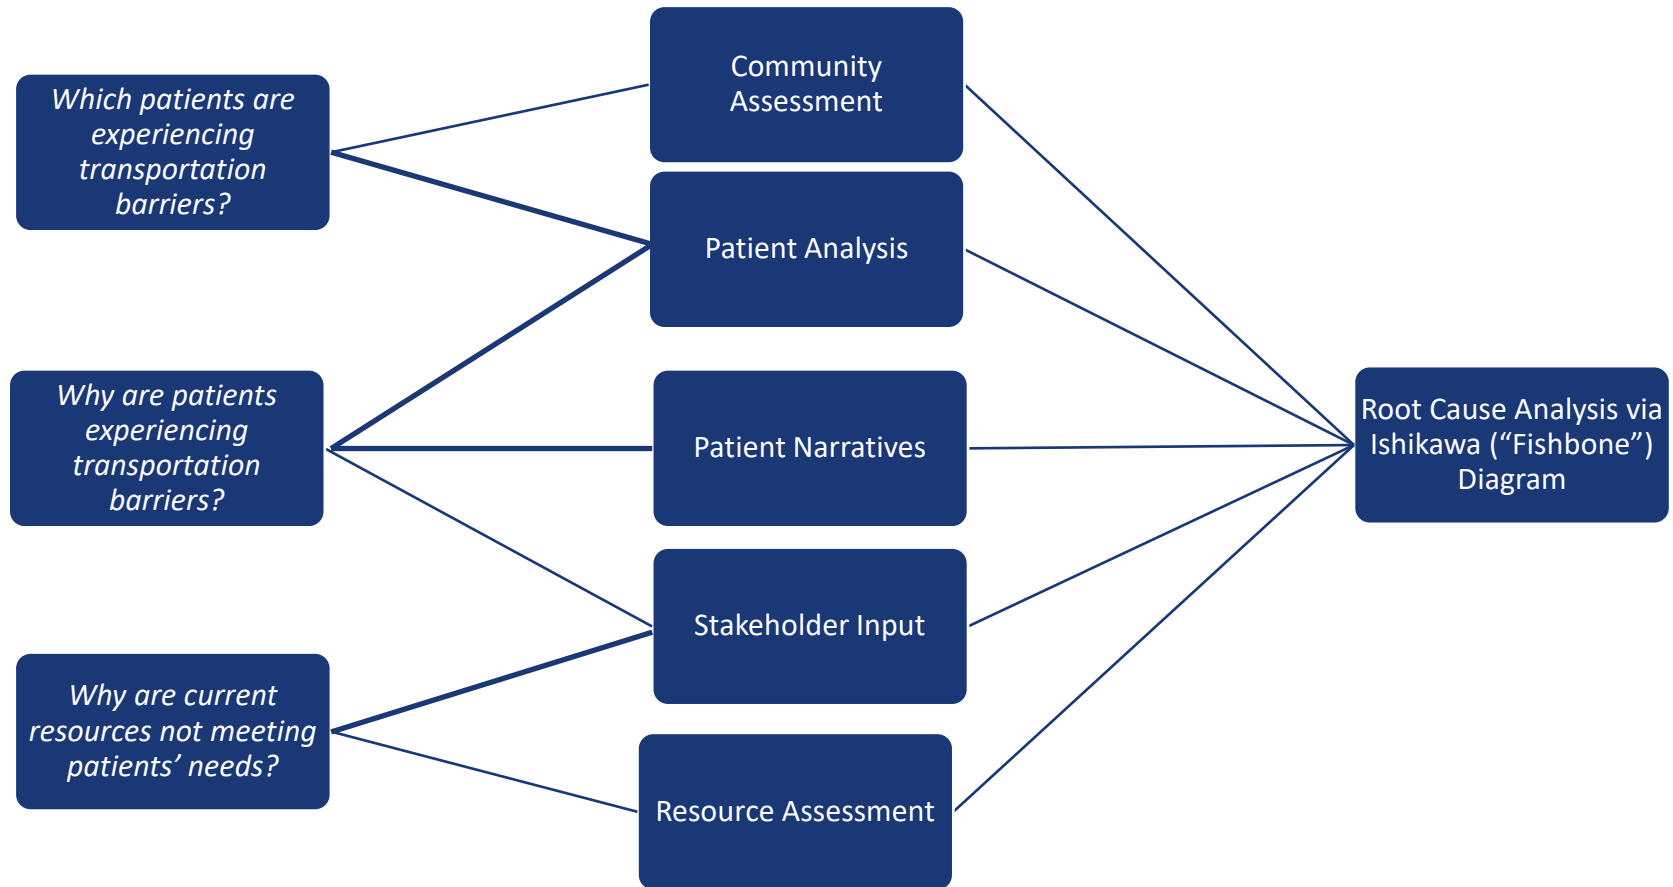 Which patients are
experiencing
transportation
barriers?
Why are patients
experiencing
transportation
barriers?
Why are current
resources not meeting
patients’ needs?
Community
Assessment
Patient Analysis
Patient Narratives
Stakeholder Input
Resource Assessment
Root Cause Analysis via
Ishikawa (“Fishbone”)
Diagram